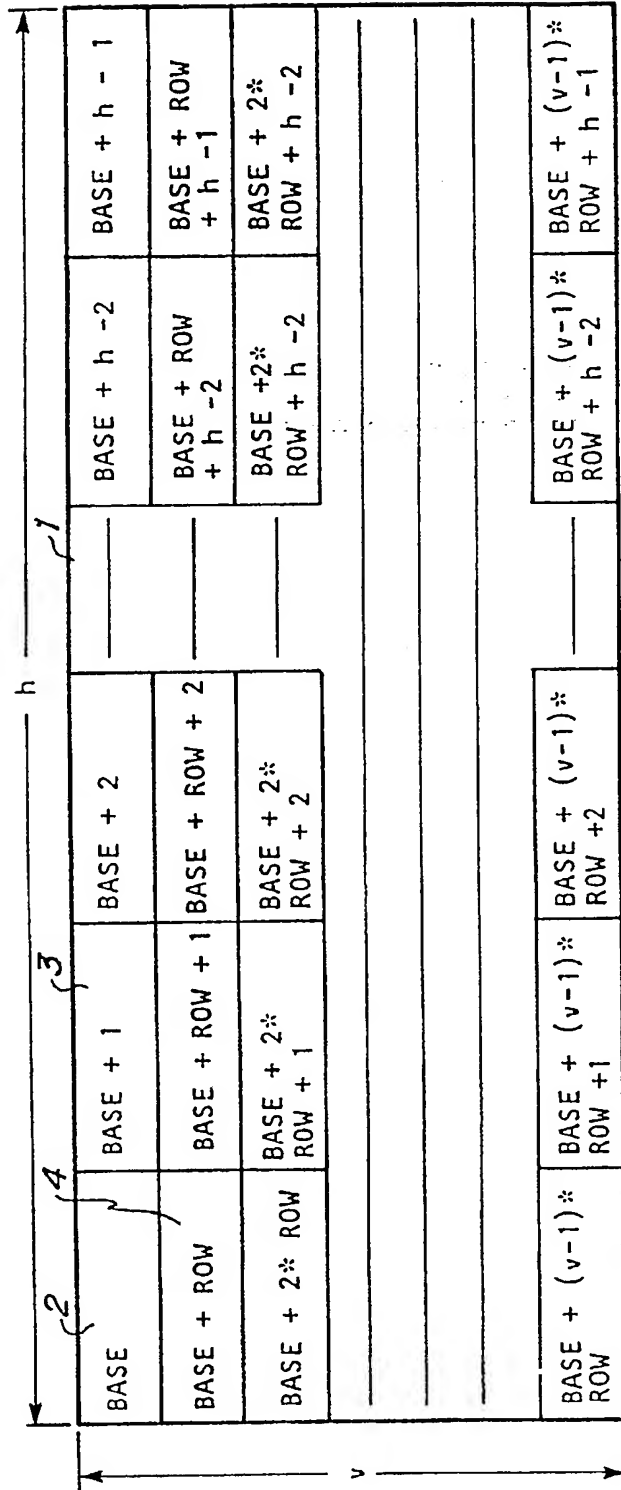 h
1
2
3
4
v
BASE
BASE + 1
BASE + 2
BASE + h -2
BASE + h - 1
BASE + ROW
BASE + ROW + 1
BASE + ROW + 2
BASE + ROW
+ h -2
BASE + ROW
+ h -1
BASE + 2* ROW
BASE + 2*
ROW + 1
BASE + 2*
ROW + 2
BASE +2*
ROW + h -2
BASE + 2*
ROW + h -2
BASE + (v-1)*
ROW
BASE + (v-1)*
ROW +1
BASE + (v-1)*
ROW +2
BASE + (v-1)*
ROW + h -2
BASE + (v-1)*
ROW + h -1